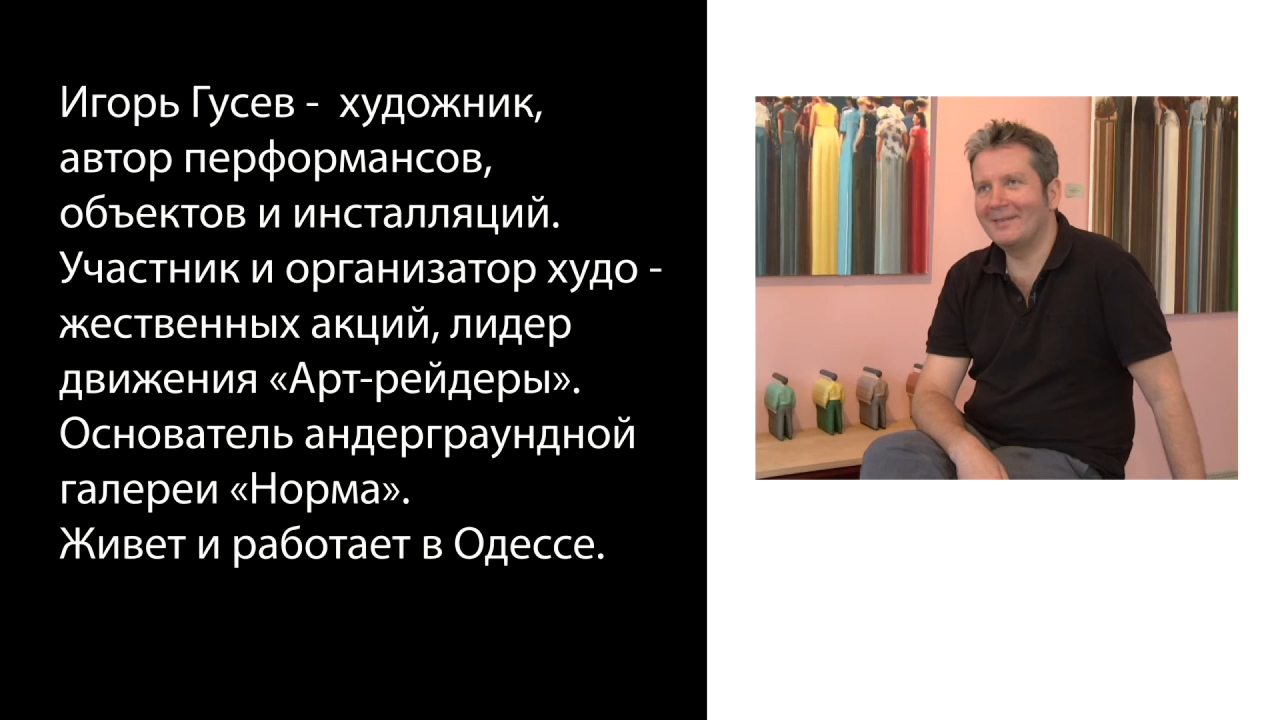 Игорь Гусев -  художник,
автор перформансов,
объектов и инсталляций.
Участник и организатор худо -
жественных акций, лидер
движения «Арт-рейдеры».
Основатель андерграундной
галереи «Норма».
Живет и работает в Одессе.